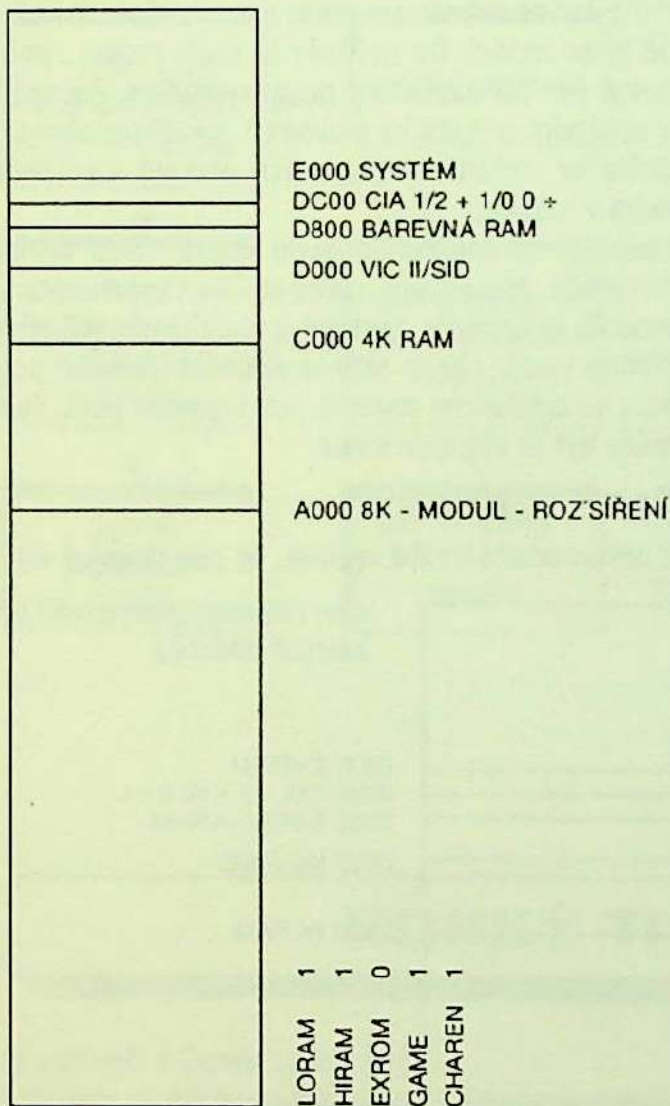 E000 SYSTÉM
DC00 CIA 1/2 + 1/0 0 ÷
D800 BAREVNÁ RAM
D000 VIC II/SID
C000 4K RAM
A000 8K - MODUL - ROZ˘SÍŘENÍ
LORAM 1
HIRAM 1
EXROM 0
GAME 1
CHAREN 1